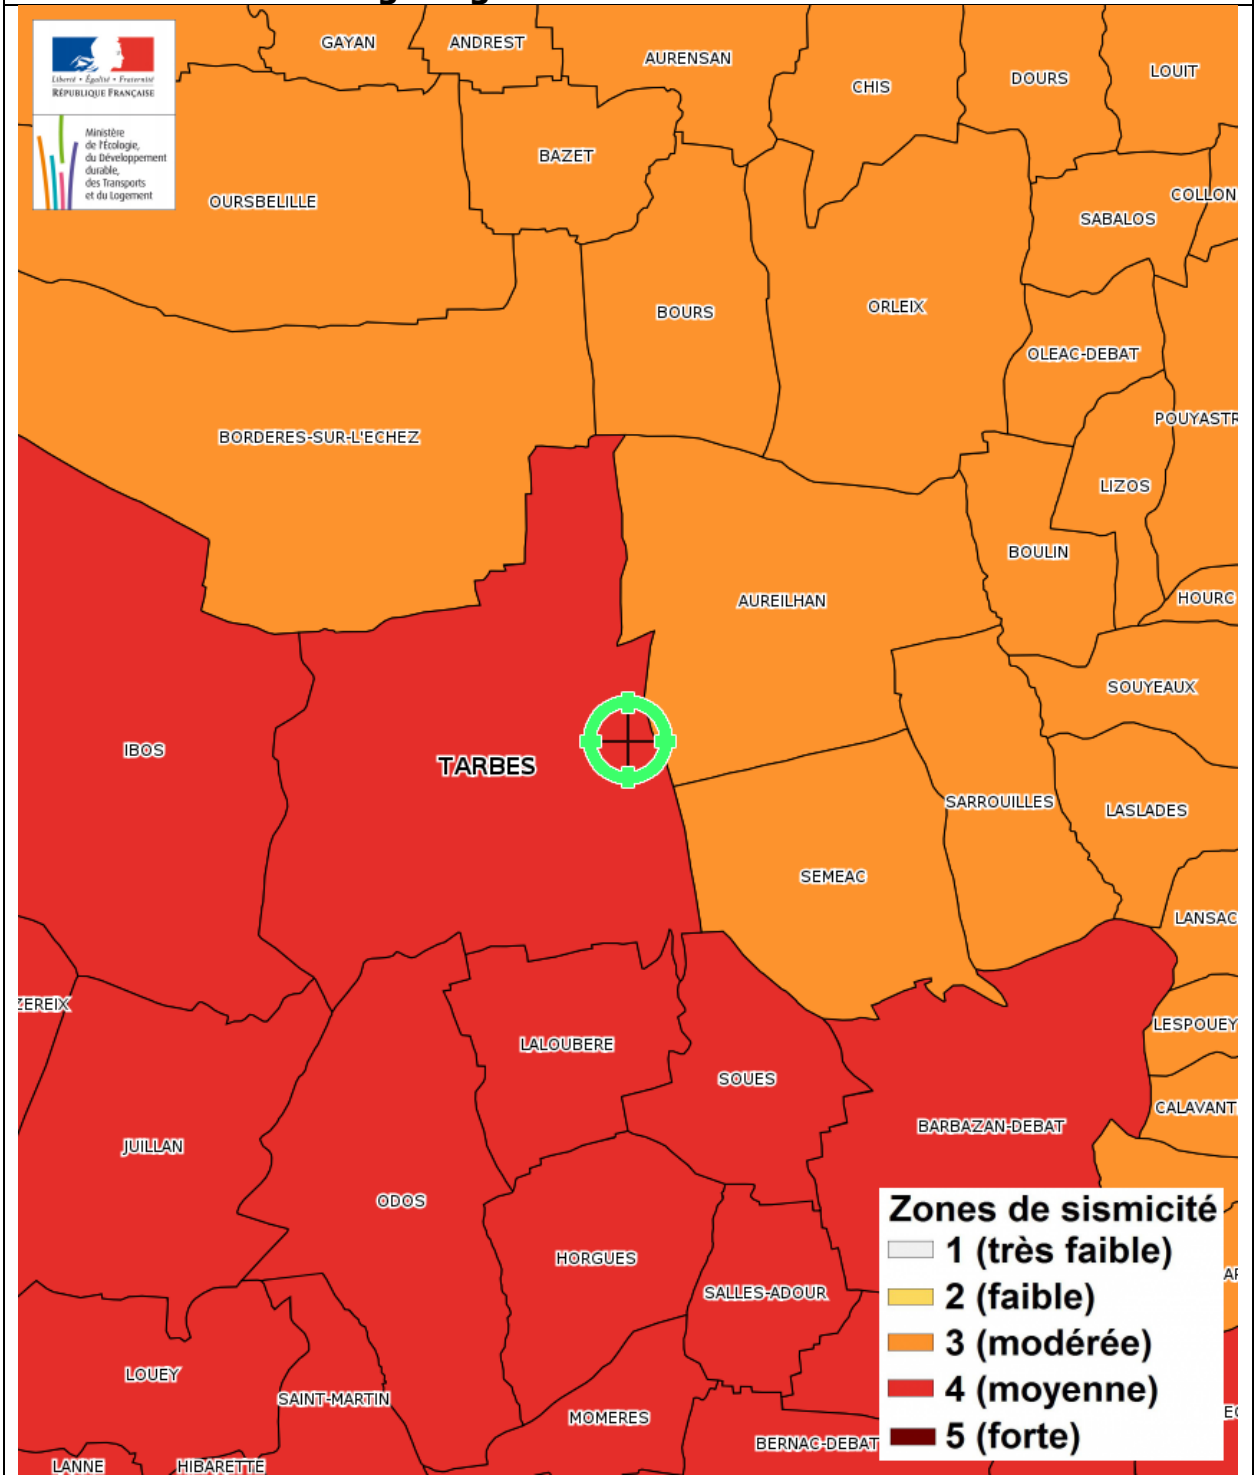 GAYAN
ANDREST
AURENSAN
CHIS
DOURS
LOUIT
Liberté • Égalité • Fraternité
RÉPUBLIQUE FRANÇAISE
Ministère
de l'Écologie,
du Développement
durable,
des Transports
et du Logement
BAZET
OURSBELILLE
COLLON
SABALOS
BOURS
ORLEIX
OLEAC-DEBAT
POUYASTR
BORDERES-SUR-L'ECHEZ
LIZOS
BOULIN
AUREILHAN
HOURC
SOUYEAUX
IBOS
TARBES
SARROUILLES
LASLADES
SEMEAC
LANSAC
ZEREIX
LESPOUEY
LALOUBERE
SOUES
CALAVANT
BARBAZAN-DEBAT
JUILLAN
ODOS
HORGUES
SALLES-ADOUR
LOUEY
SAINT-MARTIN
MOMERES
BERNAC-DEBAT
LANNE
HIBARETTE
Zones de sismicité
1 (très faible)
2 (faible)
3 (modérée)
4 (moyenne)
5 (forte)